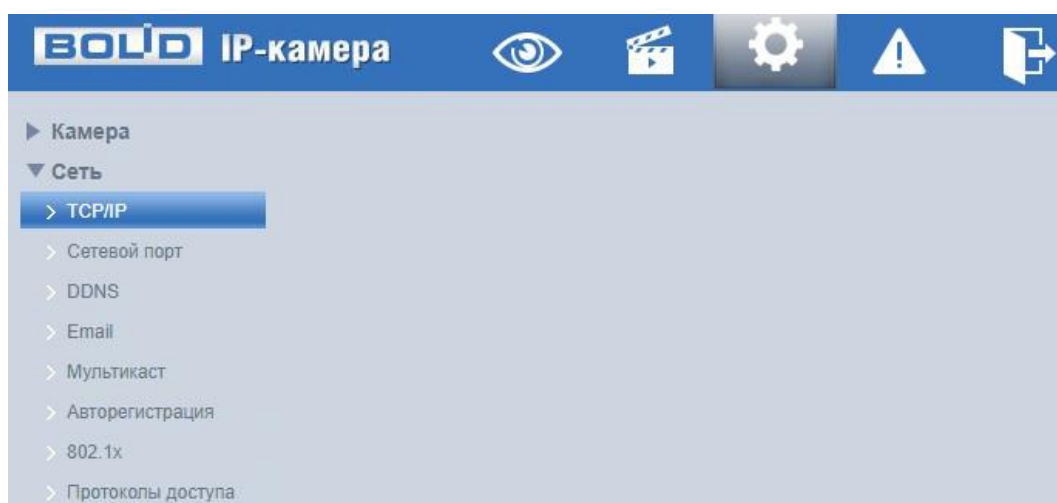 BOLID IP-камера
Камера
Сеть
TCP/IP
Сетевой порт
DDNS
Email
Мультикаст
Авторегистрация
802.1x
Протоколы доступа